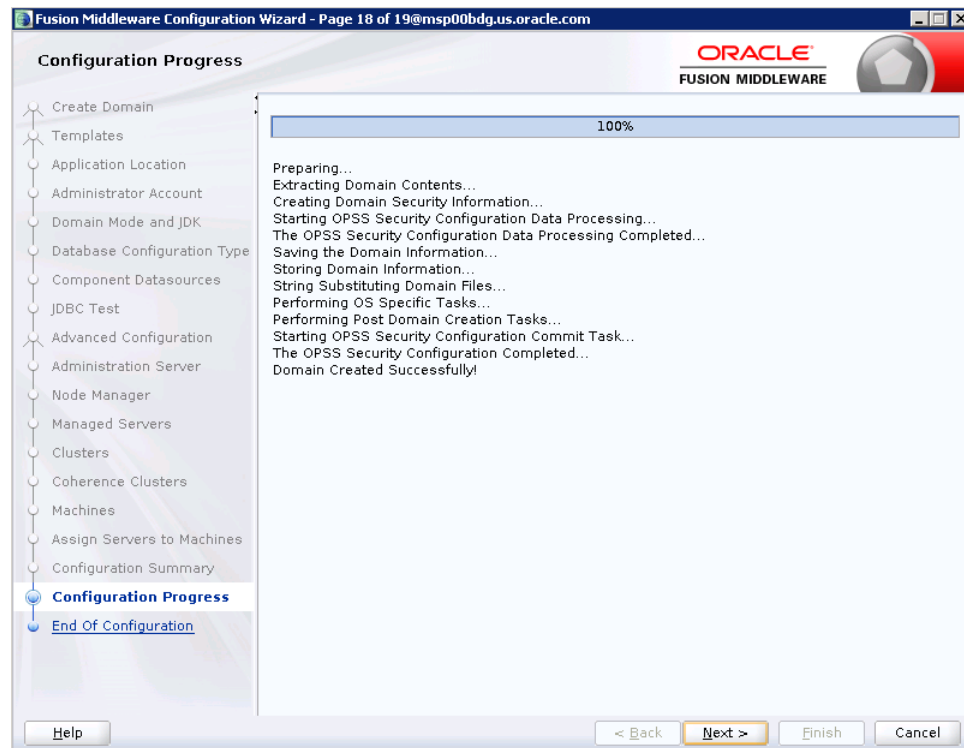 Fusion Middleware Configuration Wizard - Page 18 of 19@msp00bdg.us.oracle.com
Configuration Progress
ORACLE
FUSION MIDDLEWARE
Create Domain
Templates
Application Location
Administrator Account
Domain Mode and JDK
Database Configuration Type
Component Datasources
JDBC Test
Advanced Configuration
Administration Server
Node Manager
Managed Servers
Clusters
Coherence Clusters
Machines
Assign Servers to Machines
Configuration Summary
Configuration Progress
End Of Configuration
100%
Preparing...
Extracting Domain Contents...
Creating Domain Security Information...
Starting OPSS Security Configuration Data Processing...
The OPSS Security Configuration Data Processing Completed...
Saving the Domain Information...
Storing Domain Information...
String Substituting Domain Files...
Performing OS Specific Tasks...
Performing Post Domain Creation Tasks...
Starting OPSS Security Configuration Commit Task...
The OPSS Security Configuration Completed...
Domain Created Successfully!
Help
< Back
Next >
Finish
Cancel